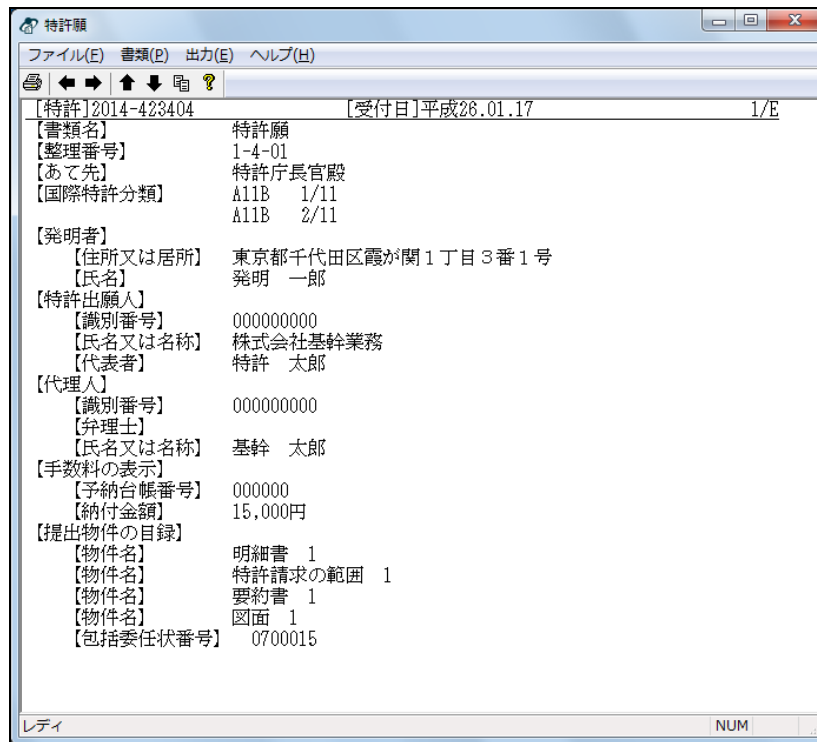 特許願
ファイル(F) 書類(P) 出力(E) ヘルプ(H)
[特許]2014-423404 [受付日]平成26.01.17 1/E
【書類名】 特許願
【整理番号】 1-4-01
【あて先】 特許庁長官殿
【国際特許分類】 A11B 1/11
A11B 2/11
【発明者】
【住所又は居所】 東京都千代田区霞が関1丁目3番1号
【氏名】 発明 一郎
【特許出願人】
【識別番号】 000000000
【氏名又は名称】 株式会社基幹業務
【代表者】 特許 太郎
【代理人】
【識別番号】 000000000
【弁理士】
【氏名又は名称】 基幹 太郎
【手数料の表示】
【予納台帳番号】 000000
【納付金額】 15,000円
【提出物件の目録】
【物件名】 明細書 1
【物件名】 特許請求の範囲 1
【物件名】 要約書 1
【物件名】 図面 1
【包括委任状番号】 0700015
レディ NUM